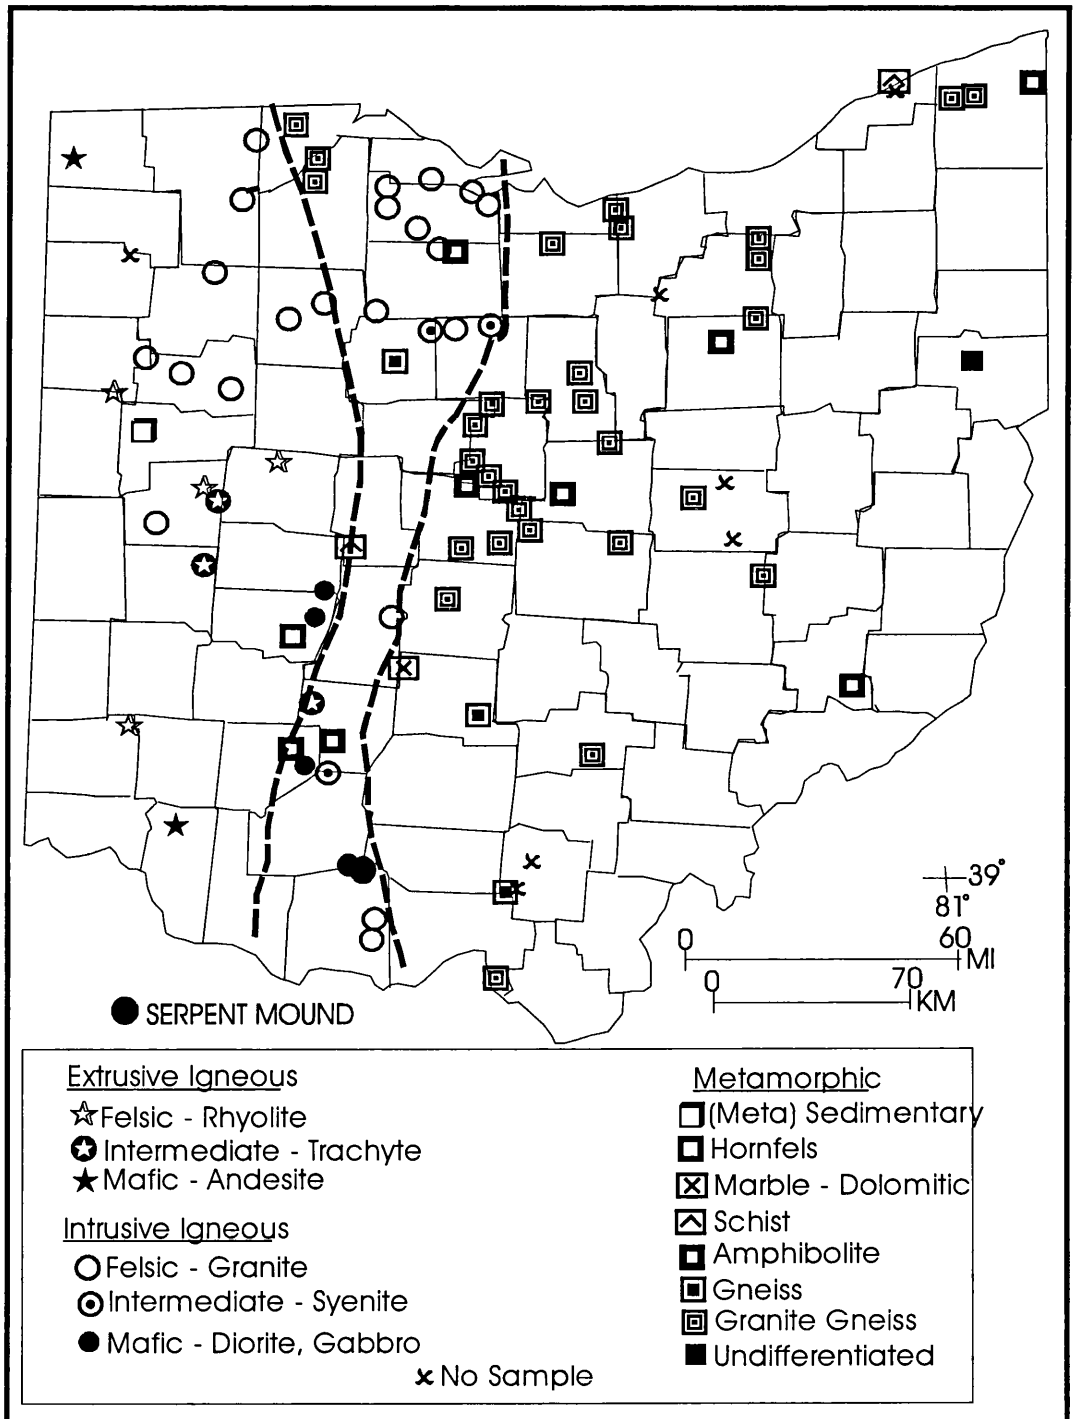 39°
81°
0 60
MI
0 70
KM
SERPENT MOUND
Extrusive Igneous
Felsic - Rhyolite
Intermediate - Trachyte
Mafic - Andesite
Intrusive Igneous
Felsic - Granite
Intermediate - Syenite
Mafic - Diorite, Gabbro
No Sample
Metamorphic
(Meta) Sedimentary
Hornfels
Marble - Dolomitic
Schist
Amphibolite
Gneiss
Granite Gneiss
Undifferentiated